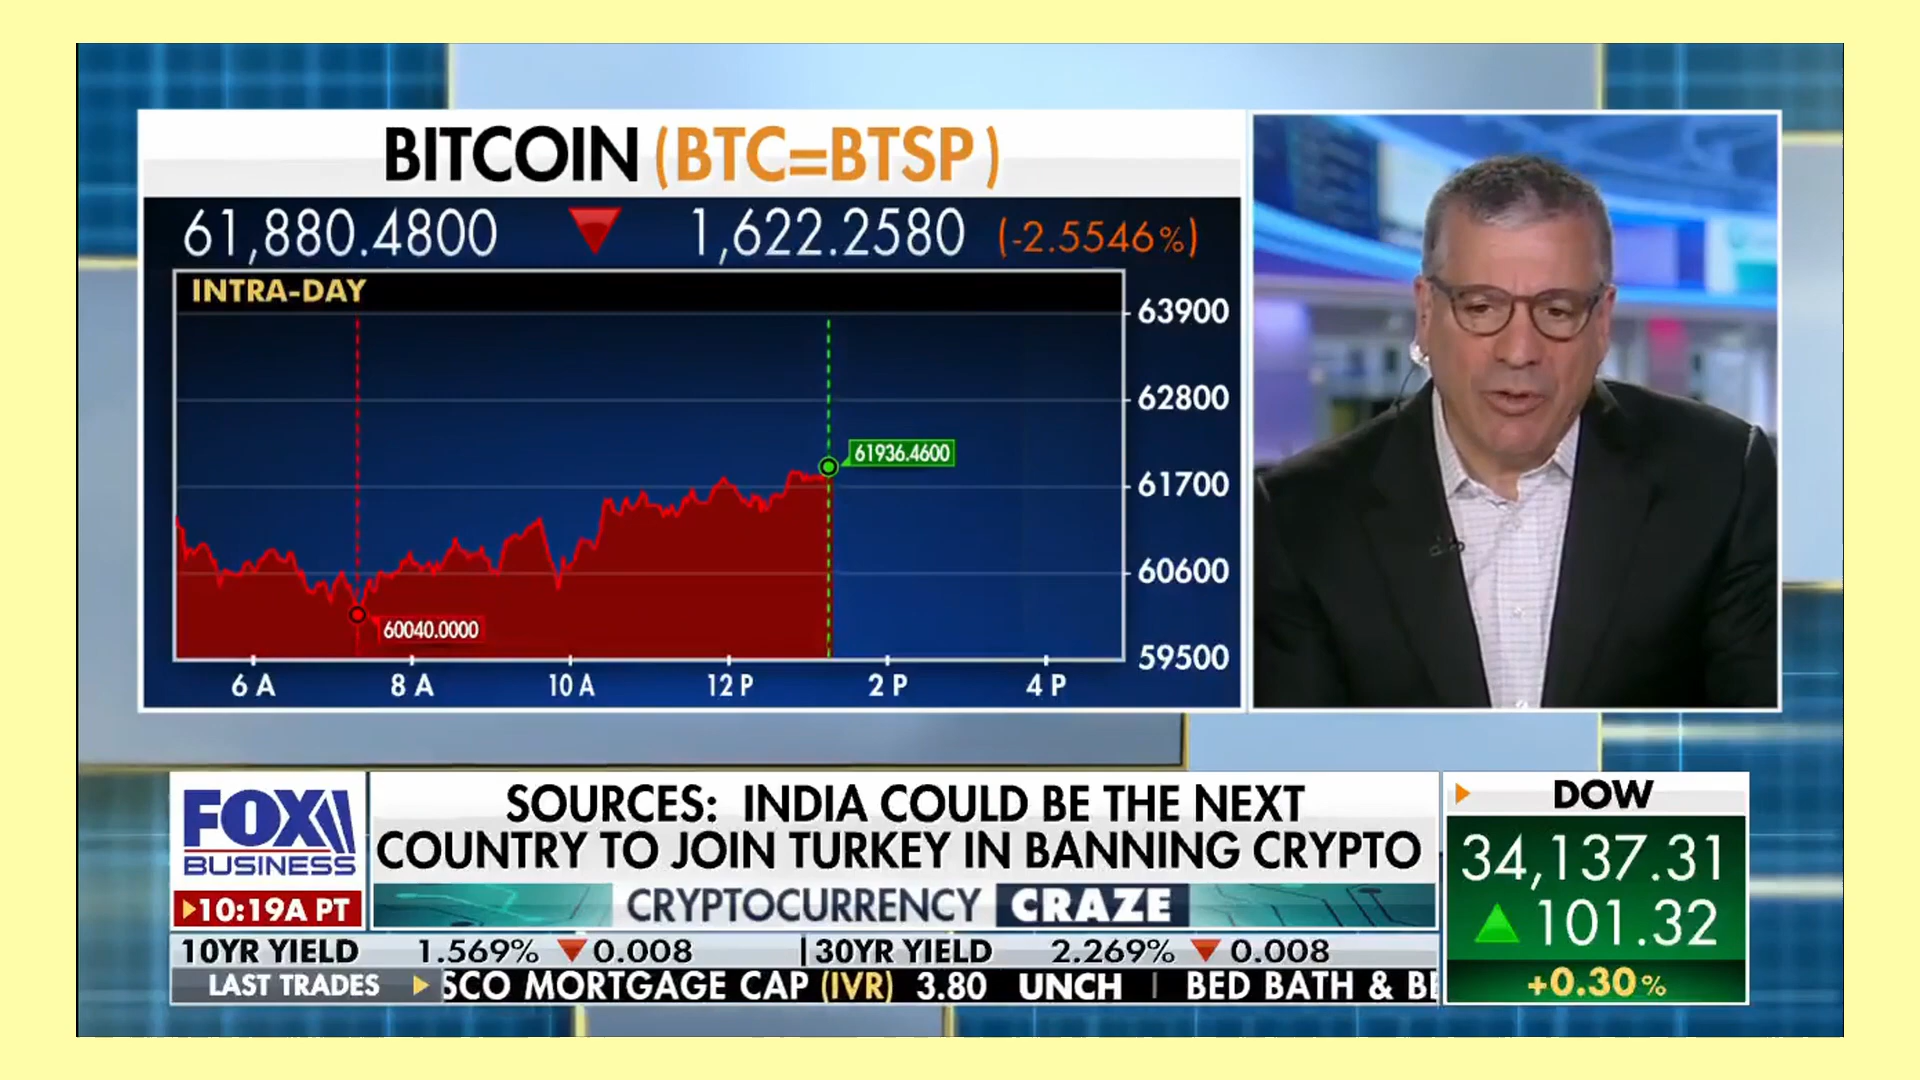 BITCOIN (BTC=BTSP)
61,880.4800 1,622.2580 (-2.5546%)
INTRA-DAY
63900
62800
61936.4600
61700
60600
60040.0000
59500
6 A 8 A 10 A 12 P 2 P 4 P
FOX
BUSINESS
10:19A PT
SOURCES: INDIA COULD BE THE NEXT
COUNTRY TO JOIN TURKEY IN BANNING CRYPTO
CRYPTOCURRENCY CRAZE
DOW
34,137.31
101.32
+0.30%
10YR YIELD 1.569% 0.008 | 30YR YIELD 2.269% 0.008
LAST TRADES SCO MORTGAGE CAP (IVR) 3.80 UNCH | BED BATH & BE